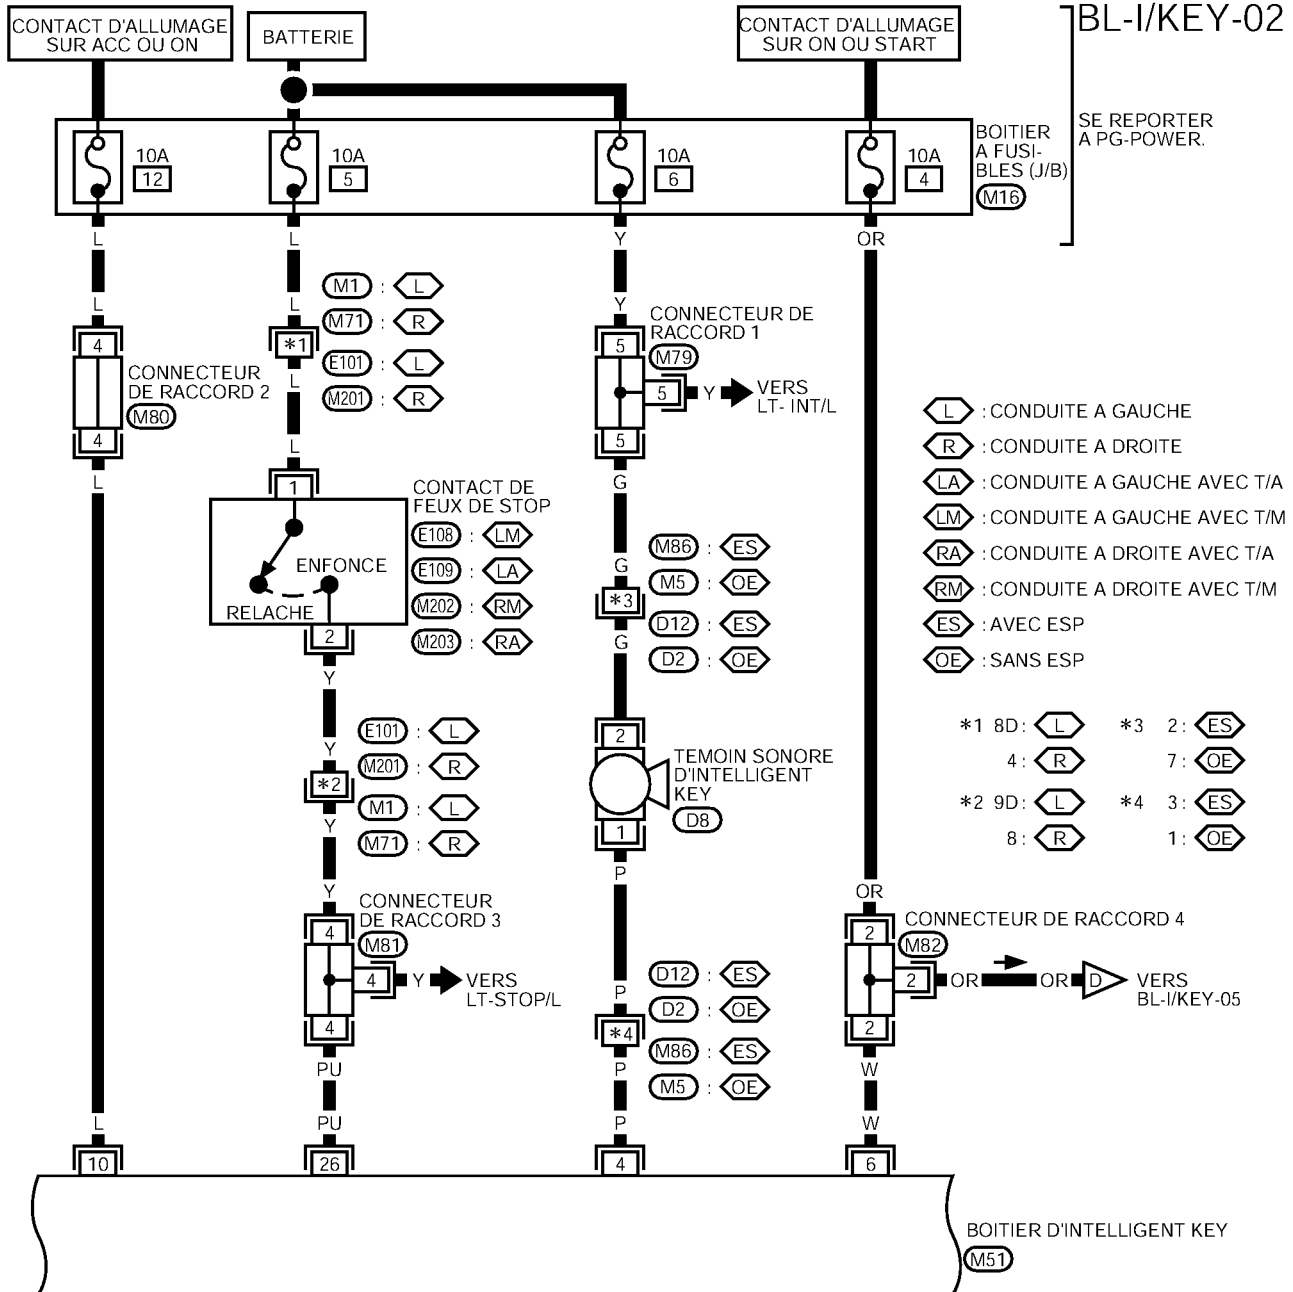 BL-I/KEY-02
CONTACT D'ALLUMAGE
SUR ACC OU ON
BATTERIE
CONTACT D'ALLUMAGE
SUR ON OU START
SE REPORTER
A PG-POWER.
10A
12
10A
5
10A
6
10A
4
BOITIER
A FUSI-
BLES (J/B)
M16
L
L
Y
OR
L
L
Y
M1 : L
M71 : R
*1
E101 : L
M201 : R
L
L
4
CONNECTEUR
DE RACCORD 2
M80
4
L
CONNECTEUR DE
RACCORD 1
M79
5
5
Y
VERS
LT- INT/L
5
G
G
L : CONDUITE A GAUCHE
R : CONDUITE A DROITE
LA : CONDUITE A GAUCHE AVEC T/A
LM : CONDUITE A GAUCHE AVEC T/M
RA : CONDUITE A DROITE AVEC T/A
RM : CONDUITE A DROITE AVEC T/M
ES : AVEC ESP
OE : SANS ESP
1
CONTACT DE
FEUX DE STOP
E108 : LM
E109 : LA
M202 : RM
M203 : RA
ENFONCE
RELACHE
2
Y
Y
M86 : ES
M5 : OE
*3
D12 : ES
D2 : OE
G
*1 8D: L
4: R
*2 9D: L
8: R
*3 2: ES
7: OE
*4 3: ES
1: OE
E101 : L
M201 : R
*2
M1 : L
M71 : R
Y
Y
2
TEMOIN SONORE
D'INTELLIGENT
KEY
D8
1
P
P
CONNECTEUR
DE RACCORD 3
M81
4
4
Y
VERS
LT-STOP/L
4
PU
PU
D12 : ES
D2 : OE
*4
M86 : ES
M5 : OE
P
P
OR
CONNECTEUR DE RACCORD 4
M82
2
2
OR
OR
D
VERS
BL-I/KEY-05
2
W
W
L
10
26
4
6
BOITIER D'INTELLIGENT KEY
M51